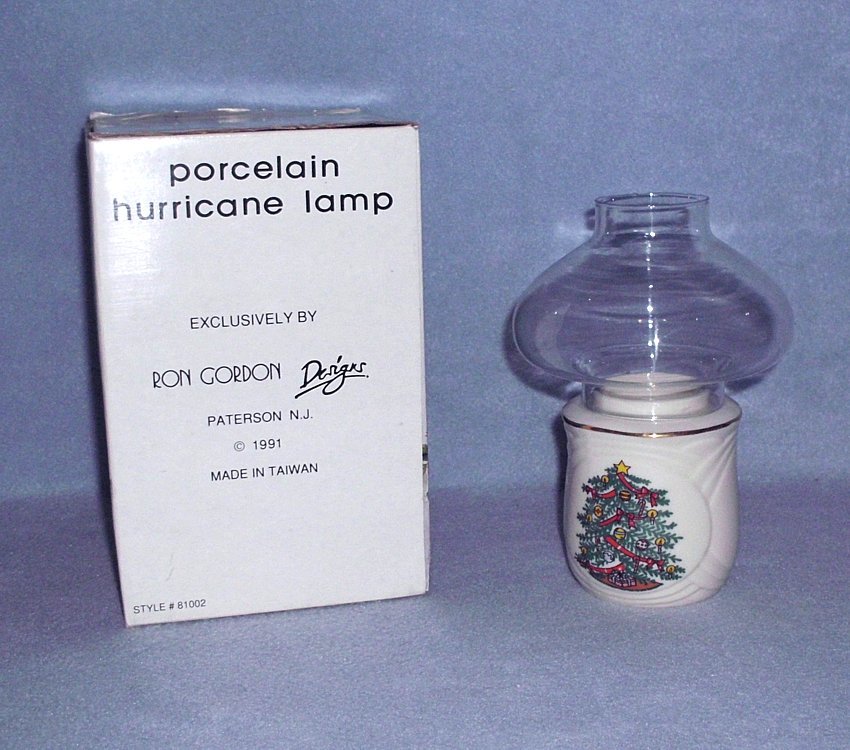 porcelain
hurricane lamp
EXCLUSIVELY BY
RON GORDON Designs
PATERSON N.J.
© 1991
MADE IN TAIWAN
STYLE # 81002